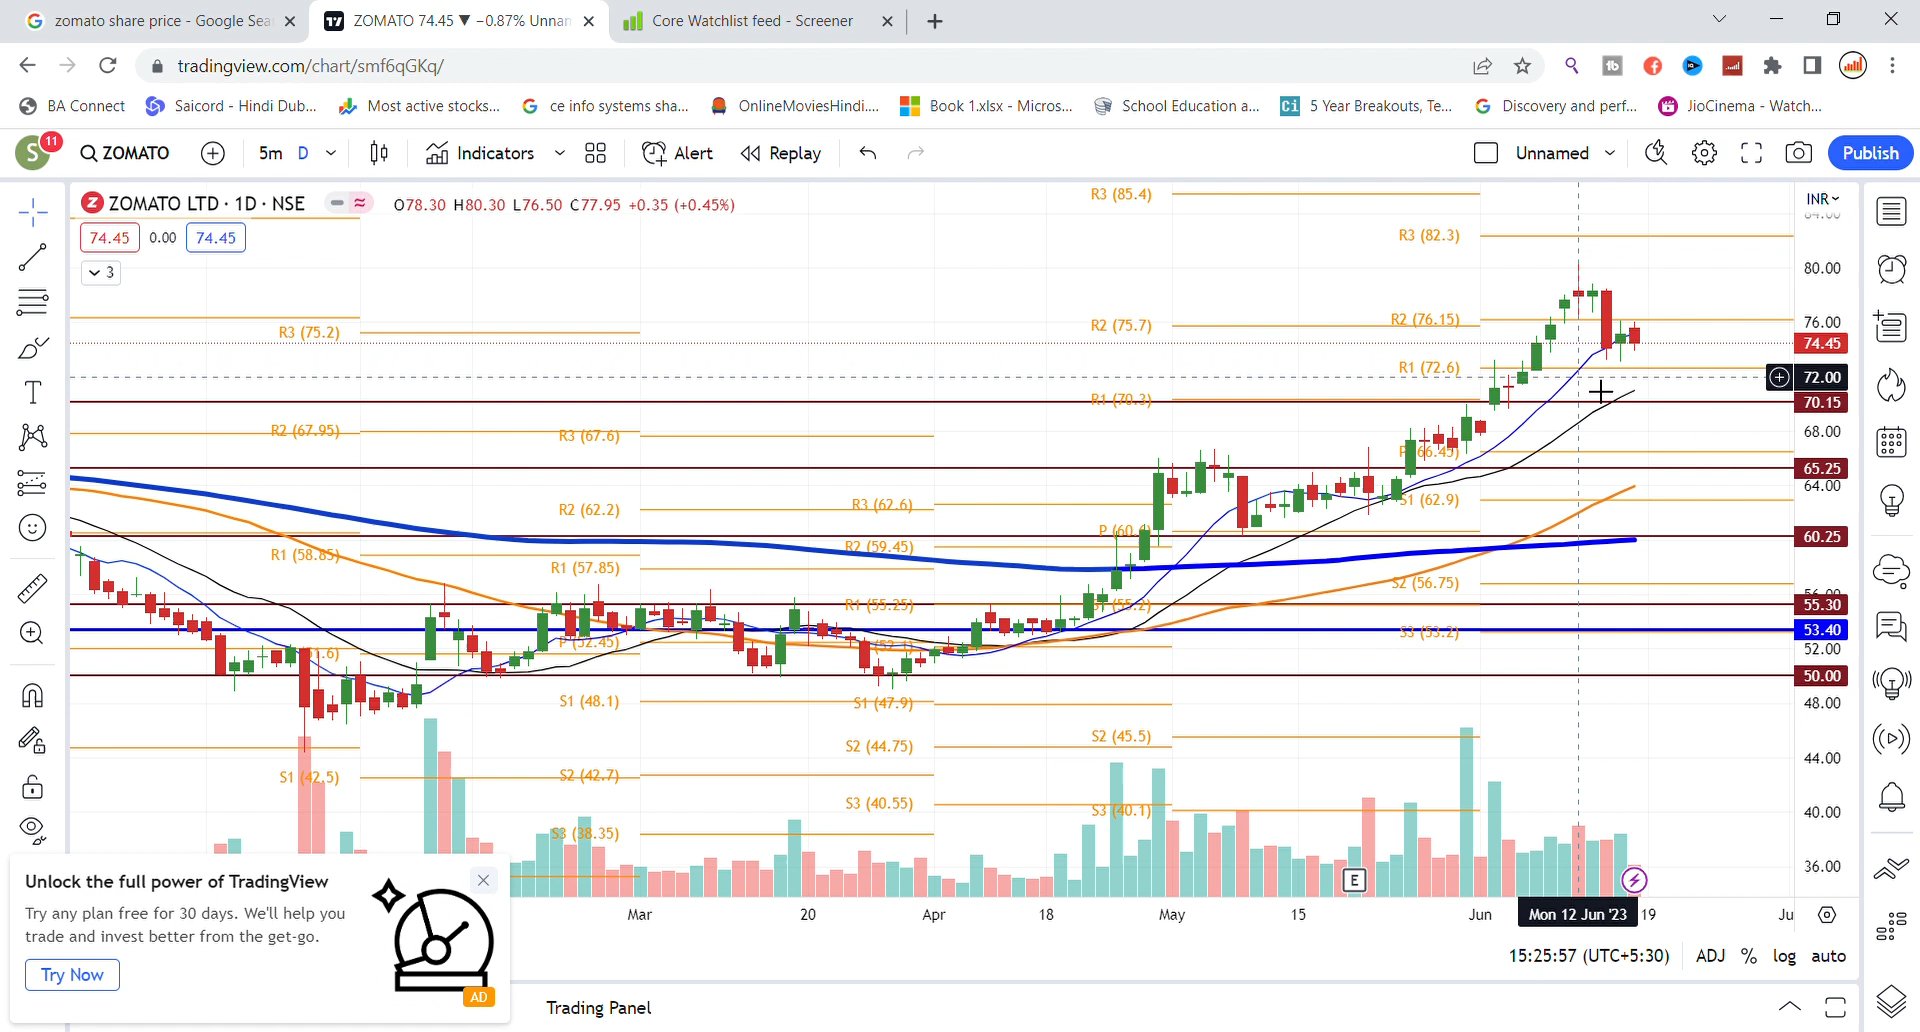 zomato share price - Google Sea
ZOMATO 74.45 ▼ −0.87% Unnan
Core Watchlist feed - Screener
tradingview.com/chart/smf6qGKq/
BA Connect
Saicord - Hindi Dub...
Most active stocks...
ce info systems sha...
OnlineMoviesHindi....
Book 1.xlsx - Micros...
School Education a...
5 Year Breakouts, Te...
Discovery and perf...
JioCinema - Watch...
S 11
ZOMATO
5m D
Indicators
Alert
Replay
Unnamed
Publish
ZOMATO LTD · 1D · NSE
O78.30 H80.30 L76.50 C77.95 +0.35 (+0.45%)
74.45 0.00 74.45
3
INR
R3 (85.4)
84.00
R3 (82.3)
80.00
R2 (76.15)
76.00
R2 (75.7)
R3 (75.2)
74.45
R1 (72.6)
72.00
R1 (70.3)
70.15
R2 (67.95)
R3 (67.6)
68.00
P (66.45)
65.25
64.00
S1 (62.9)
R3 (62.6)
R2 (62.2)
P (60.6)
60.25
R2 (59.45)
R1 (58.85)
R1 (57.85)
S2 (56.75)
56.00
R1 (55.25)
S1 (55.2)
55.30
53.40
S3 (53.2)
P (52.45)
52.00
50.00
S1 (48.1)
S1 (47.9)
48.00
S2 (45.5)
S2 (44.75)
44.00
S1 (42.5)
S2 (42.7)
S3 (40.55)
S3 (40.1)
40.00
S3 (38.35)
36.00
E
Mar
20
Apr
18
May
15
Jun
Mon 12 Jun '23
19
Ju
Unlock the full power of TradingView
Try any plan free for 30 days. We'll help you
trade and invest better from the get-go.
Try Now
AD
15:25:57 (UTC+5:30)
ADJ
%
log
auto
Trading Panel